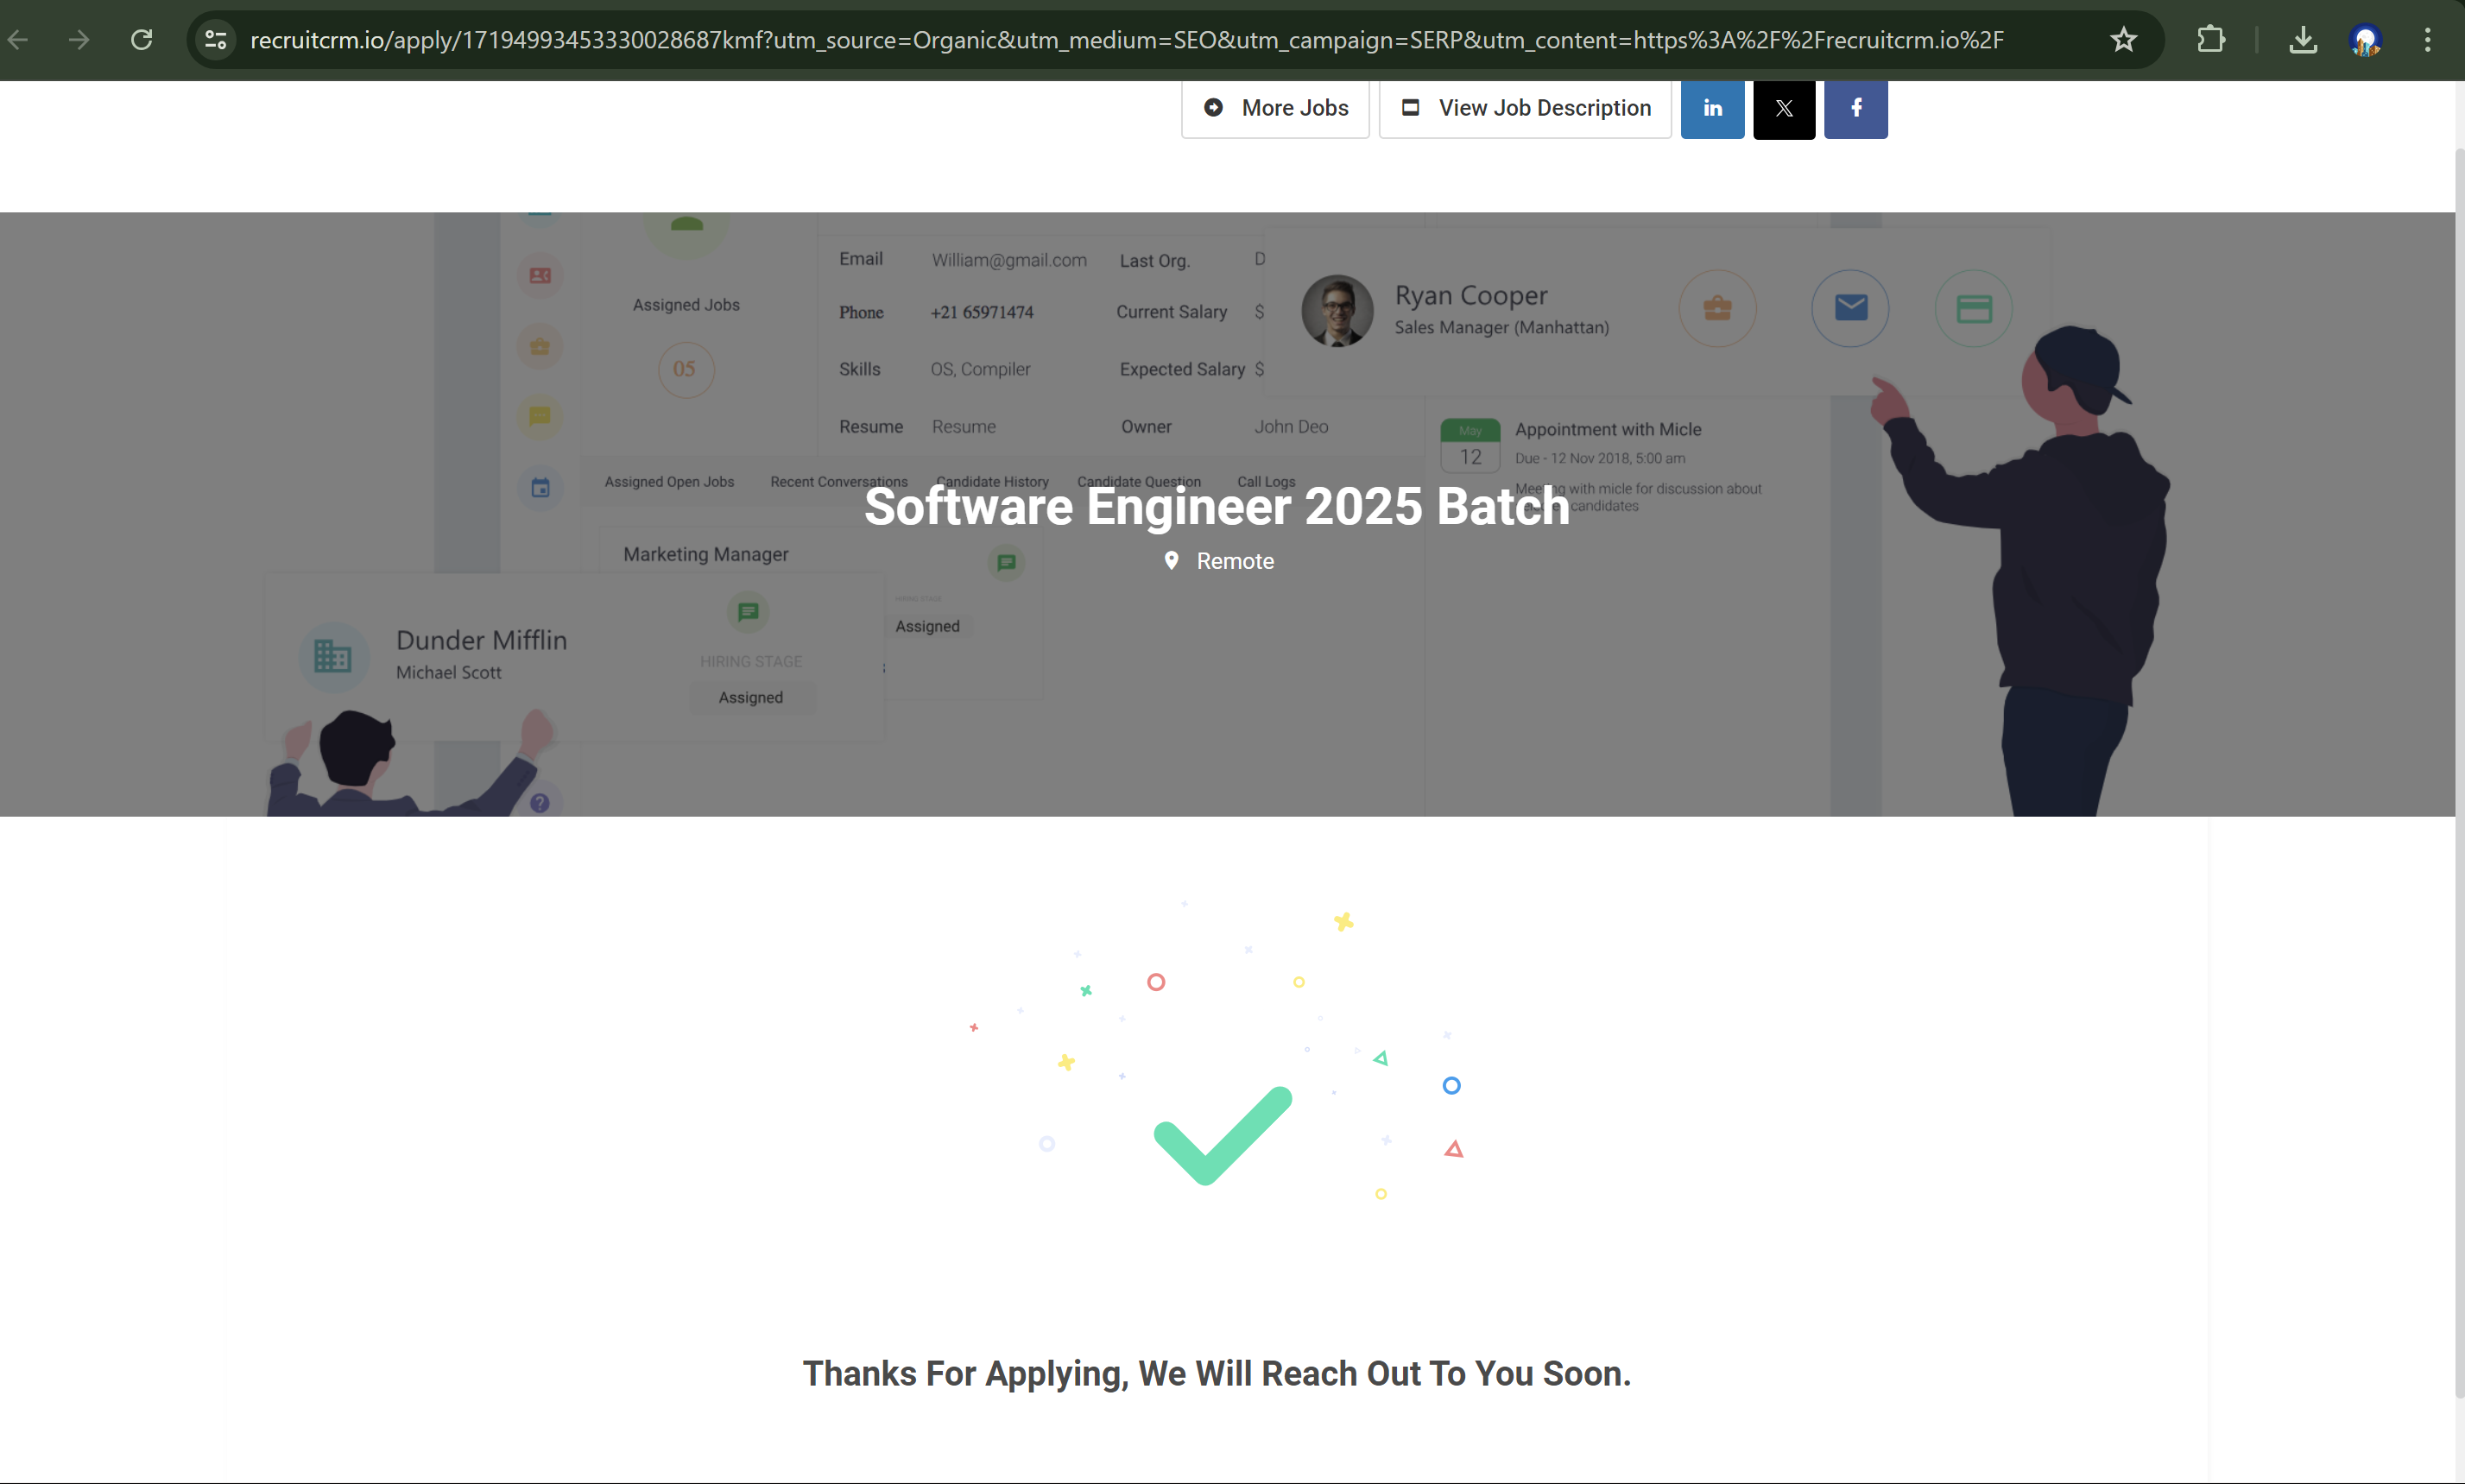 recruitcrm.io/apply/17194993453330028687kmf?utm_source=Organic&utm_medium=SEO&utm_campaign=SERP&utm_content=https%3A%2F%2Frecruitcrm.io%2F
More Jobs
View Job Description
in
X
f
Email William@gmail.com Last Org. D
Assigned Jobs
Phone +21 65971474 Current Salary $
05
Skills OS, Compiler Expected Salary $
Resume Resume Owner John Deo
Ryan Cooper
Sales Manager (Manhattan)
May
12
Appointment with Micle
Due - 12 Nov 2018, 5:00 am
Meeting with micle for discussion about
candidates
Assigned Open Jobs Recent Conversations Candidate History Candidate Question Call Logs
Software Engineer 2025 Batch
Remote
Marketing Manager
HIRING STAGE
Assigned
Dunder Mifflin
Michael Scott
HIRING STAGE
Assigned
?
Thanks For Applying, We Will Reach Out To You Soon.